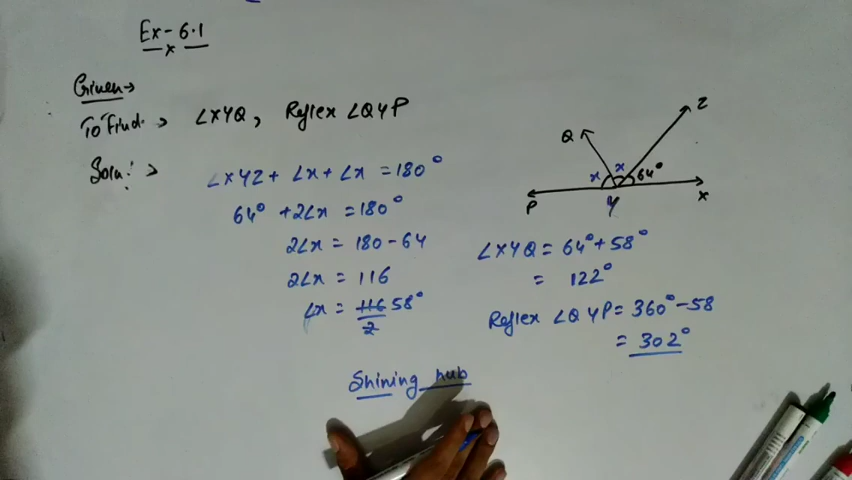 Ex-6.1
x
Given→
To Find → ∠XYQ, Reflex ∠QYP
Soln: →
∠XYZ + ∠x + ∠x = 180°
64° + 2∠x = 180°
2∠x = 180-64
2∠x = 116
∠x = 116 58°
2
Z
Q
x
x
64°
P
Y
X
∠XYQ = 64°+58°
= 122°
Reflex ∠QYP = 360°-58
= 302°
Shining hub